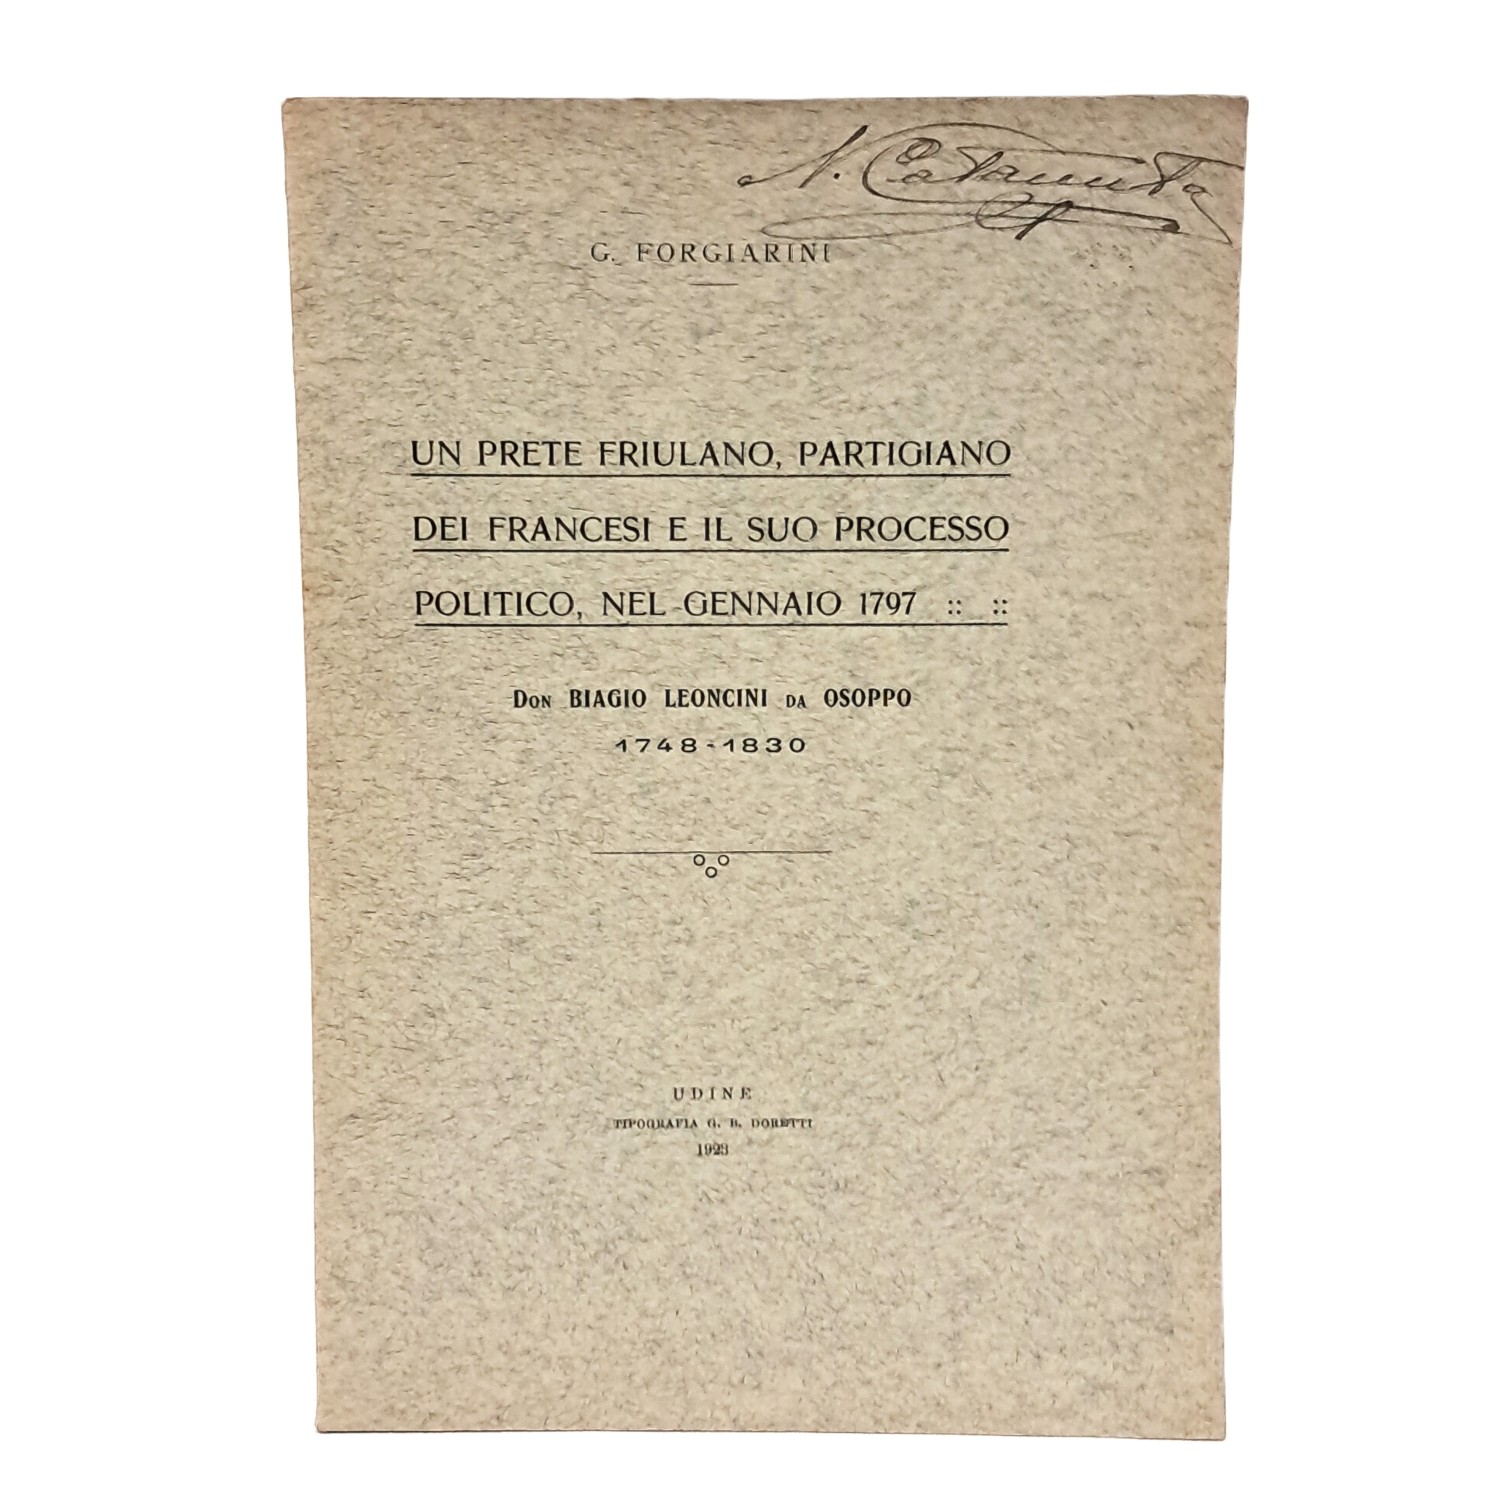 G. FORGIARINI
UN PRETE FRIULANO, PARTIGIANO
DEI FRANCESI E IL SUO PROCESSO
POLITICO, NEL GENNAIO 1797 :: ::
DON BIAGIO LEONCINI DA OSOPPO
1748-1830
UDINE
TIPOGRAFIA G. B. DORETTI
1923